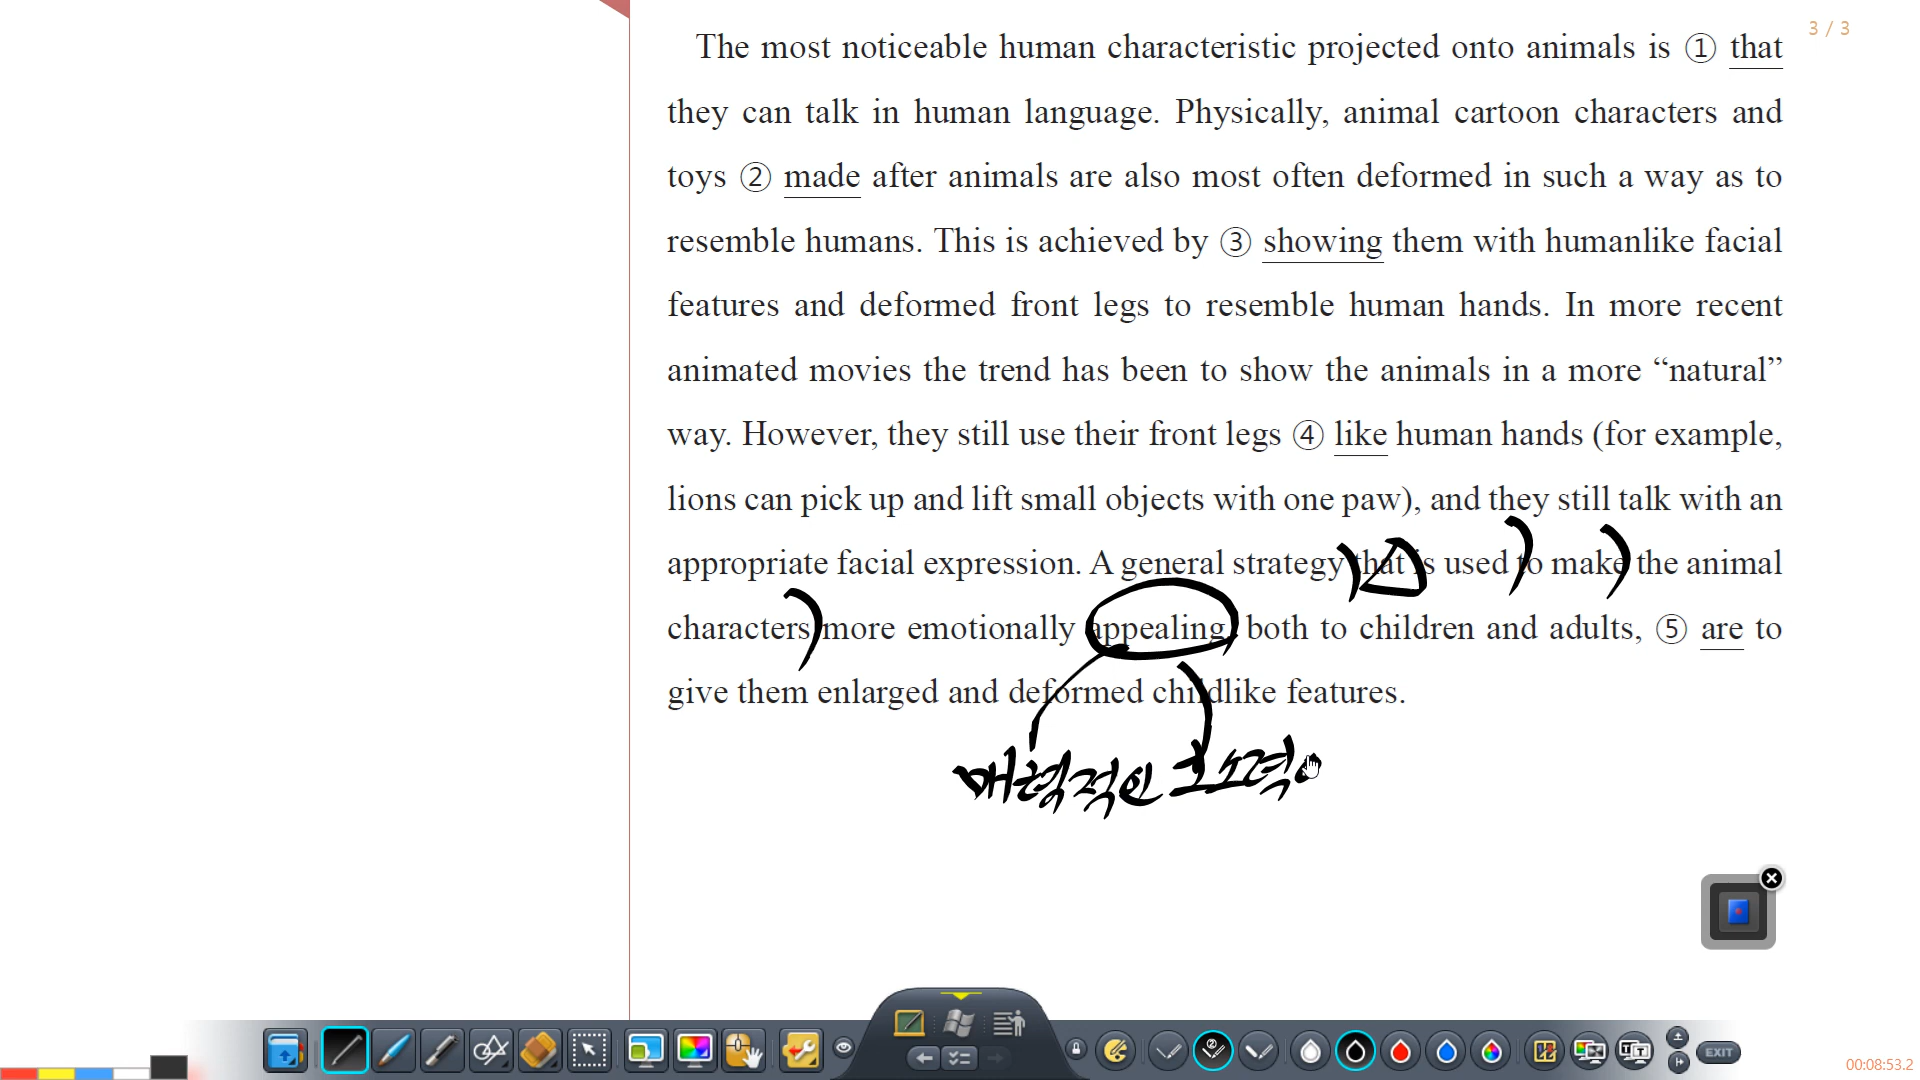 3 / 3
The most noticeable human characteristic projected onto animals is ① that
they can talk in human language. Physically, animal cartoon characters and
toys ② made after animals are also most often deformed in such a way as to
resemble humans. This is achieved by ③ showing them with humanlike facial
features and deformed front legs to resemble human hands. In more recent
animated movies the trend has been to show the animals in a more “natural”
way. However, they still use their front legs ④ like human hands (for example,
lions can pick up and lift small objects with one paw), and they still talk with an
appropriate facial expression. A general strategy that is used to make the animal
characters more emotionally appealing, both to children and adults, ⑤ are to
give them enlarged and deformed childlike features.
매력적인 호소력
EXIT
00:08:53.2